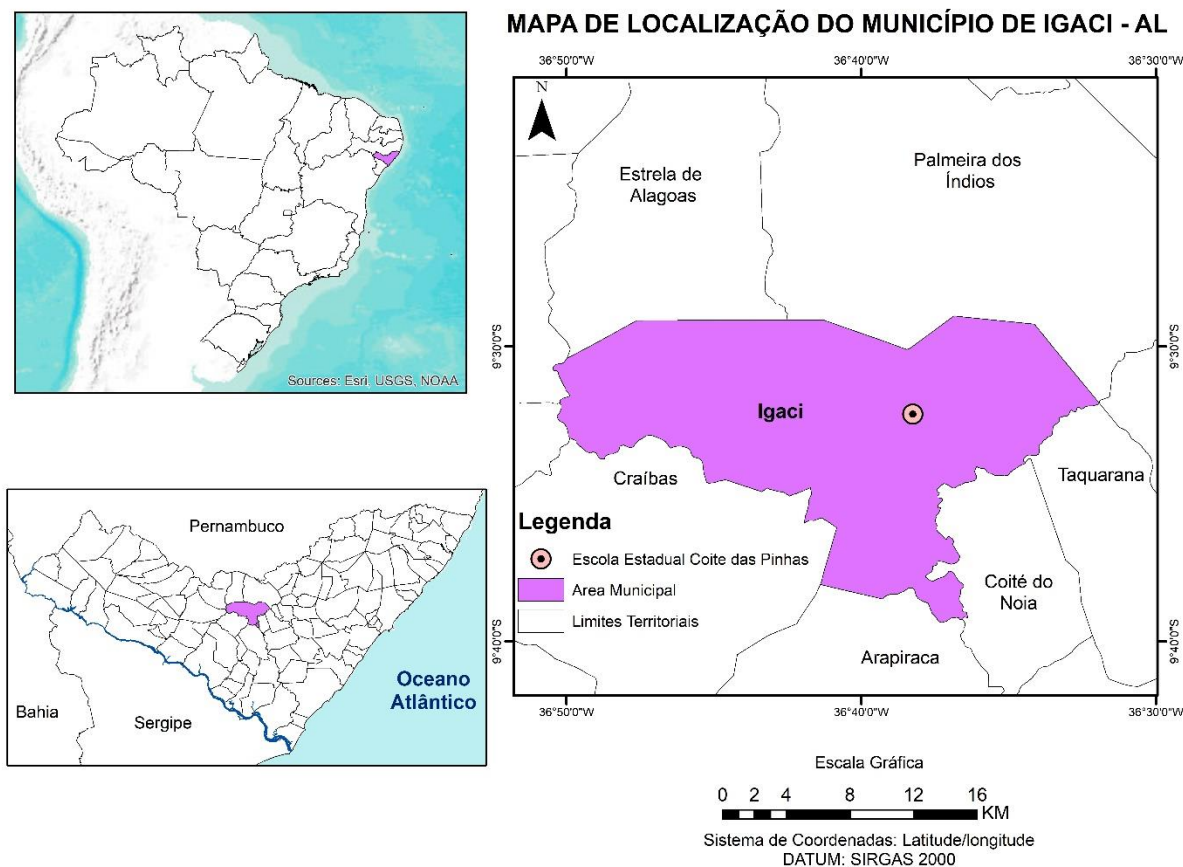 MAPA DE LOCALIZAÇÃO DO MUNICÍPIO DE IGACI - AL
Sources: Esri, USGS, NOAA
Pernambuco
Oceano
Atlântico
Bahia
Sergipe
36°50'0"W
36°40'0"W
36°30'0"W
N
Estrela de
Alagoas
Palmeira dos
Índios
9°30'0"S
9°30'0"S
Igaci
Craíbas
Taquarana
Legenda
Escola Estadual Coite das Pinhas
Area Municipal
Limites Territoriais
Coité do
Noia
Arapiraca
9°40'0"S
9°40'0"S
36°50'0"W
36°40'0"W
36°30'0"W
Escala Gráfica
0 2 4 8 12 16
KM
Sistema de Coordenadas: Latitude/longitude
DATUM: SIRGAS 2000